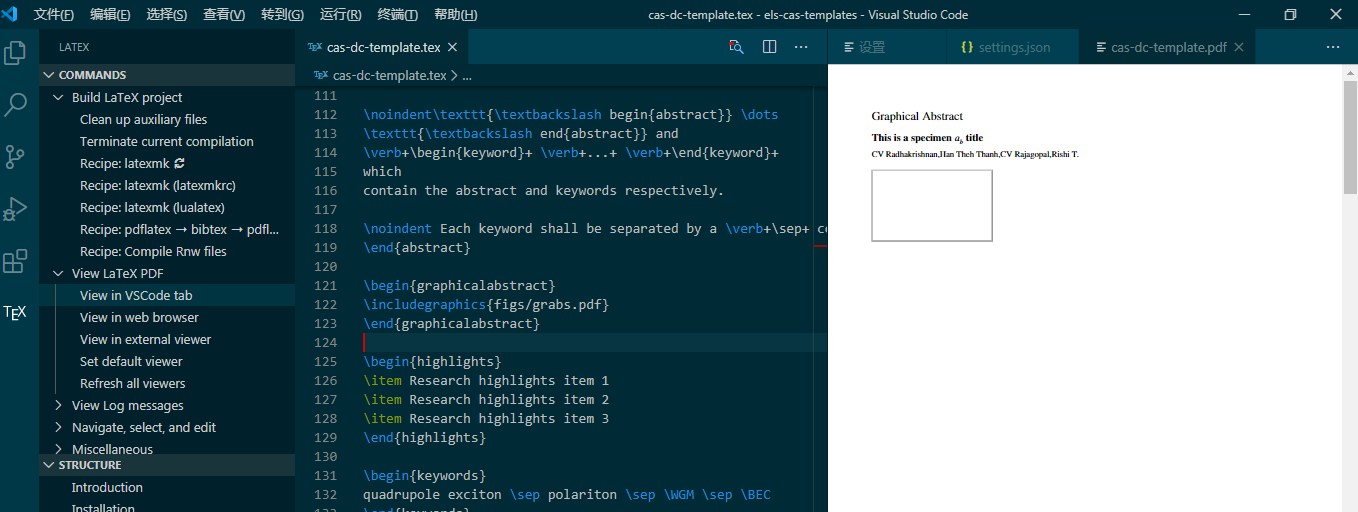 文件(F) 编辑(E) 选择(S) 查看(V) 转到(G) 运行(R) 终端(T) 帮助(H) cas-dc-template.tex - els-cas-templates - Visual Studio Code
LATEX
COMMANDS
Build LaTeX project
Clean up auxiliary files
Terminate current compilation
Recipe: latexmk
Recipe: latexmk (latexmkrc)
Recipe: latexmk (lualatex)
Recipe: pdflatex → bibtex → pdfl...
Recipe: Compile Rnw files
View LaTeX PDF
View in VSCode tab
View in web browser
View in external viewer
Set default viewer
Refresh all viewers
View Log messages
Navigate, select, and edit
Miscellaneous
STRUCTURE
Introduction
Installation
TEX
TEX cas-dc-template.tex
TEX cas-dc-template.tex > ...
111
112 \noindent\texttt{\textbackslash begin{abstract}} \dots
113 \texttt{\textbackslash end{abstract}} and
114 \verb+\begin{keyword}+ \verb+...+ \verb+\end{keyword}+
115 which
116 contain the abstract and keywords respectively.
117
118 \noindent Each keyword shall be separated by a \verb+\sep+ co
119 \end{abstract}
120
121 \begin{graphicalabstract}
122 \includegraphics{figs/grabs.pdf}
123 \end{graphicalabstract}
124
125 \begin{highlights}
126 \item Research highlights item 1
127 \item Research highlights item 2
128 \item Research highlights item 3
129 \end{highlights}
130
131 \begin{keywords}
132 quadrupole exciton \sep polariton \sep \WGM \sep \BEC
133 \end{keywords}
设置 {} settings.json cas-dc-template.pdf
Graphical Abstract
This is a specimen a_b title
CV Radhakrishnan,Han Theh Thanh,CV Rajagopal,Rishi T.